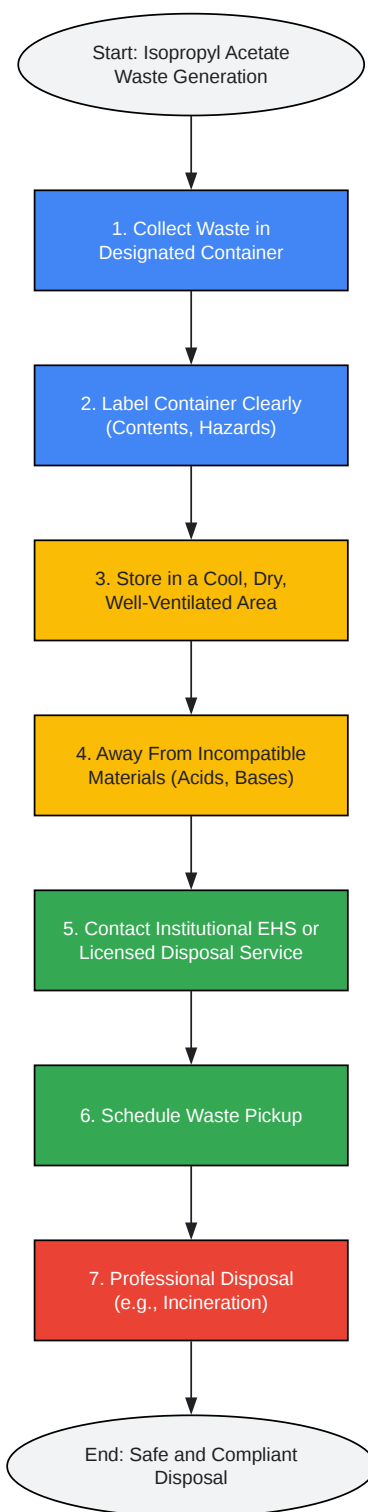 Start: Isopropyl Acetate
Waste Generation
1. Collect Waste in
Designated Container
2. Label Container Clearly
(Contents, Hazards)
3. Store in a Cool, Dry,
Well-Ventilated Area
4. Away From Incompatible
Materials (Acids, Bases)
5. Contact Institutional EHS or
Licensed Disposal Service
6. Schedule Waste Pickup
7. Professional Disposal
(e.g., Incineration)
End: Safe and Compliant
Disposal